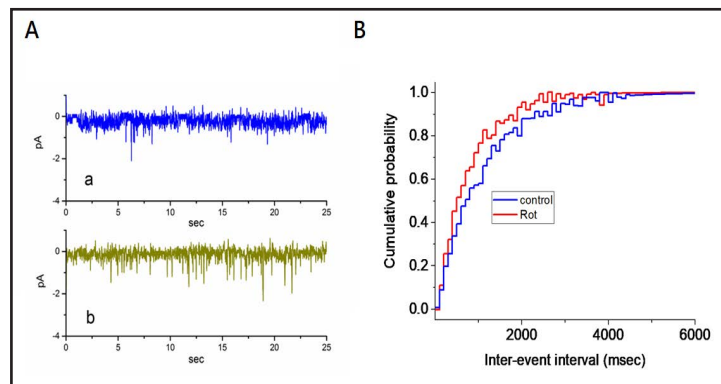 A
B
0
-2
-4
pA
a
0
5
10
15
20
25
sec
0
-2
-4
pA
b
0
5
10
15
20
25
sec
1.0
0.8
0.6
0.4
0.2
0.0
Cumulative probability
control
Rot
2000
4000
6000
Inter-event interval (msec)